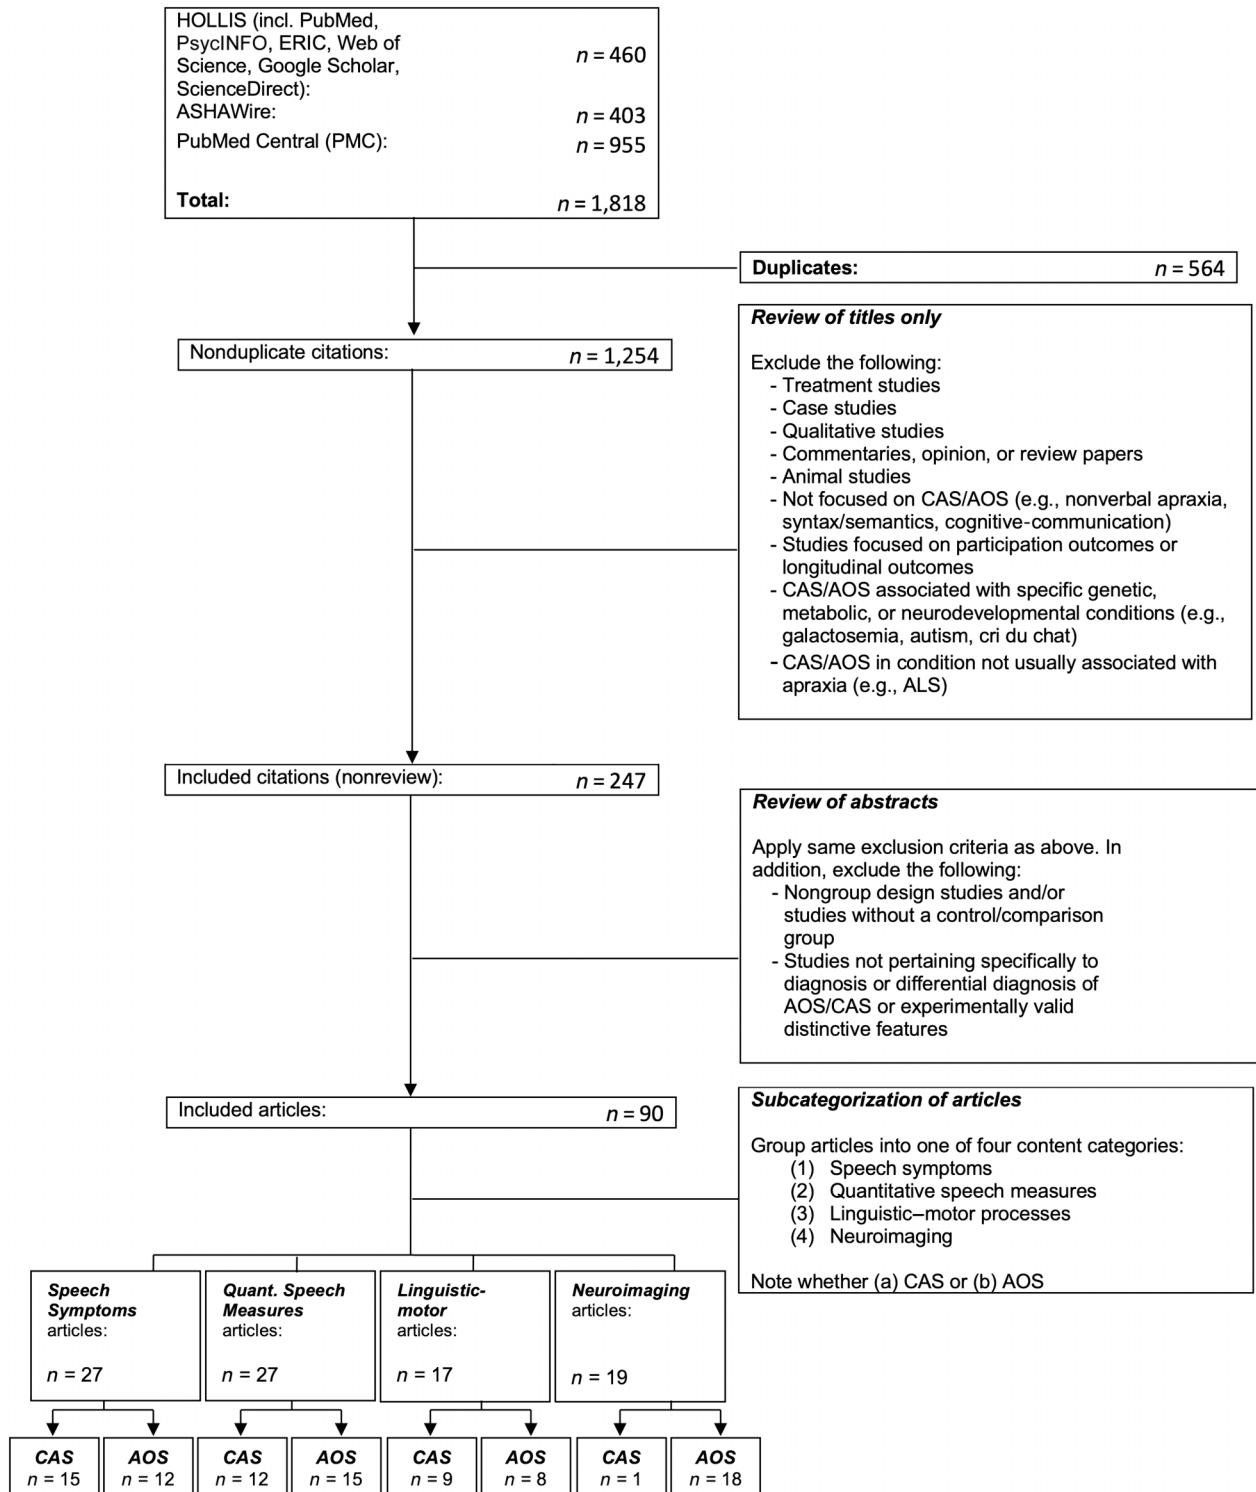 HOLLIS (incl. PubMed,
PsycINFO, ERIC, Web of
Science, Google Scholar,
ScienceDirect): n = 460
ASHAWire: n = 403
PubMed Central (PMC): n = 955
Total: n = 1,818
Duplicates: n = 564
Nonduplicate citations: n = 1,254
Review of titles only
Exclude the following:
- Treatment studies
- Case studies
- Qualitative studies
- Commentaries, opinion, or review papers
- Animal studies
- Not focused on CAS/AOS (e.g., nonverbal apraxia,
syntax/semantics, cognitive-communication)
- Studies focused on participation outcomes or
longitudinal outcomes
- CAS/AOS associated with specific genetic,
metabolic, or neurodevelopmental conditions (e.g.,
galactosemia, autism, cri du chat)
- CAS/AOS in condition not usually associated with
apraxia (e.g., ALS)
Included citations (nonreview): n = 247
Review of abstracts
Apply same exclusion criteria as above. In
addition, exclude the following:
- Nongroup design studies and/or
studies without a control/comparison
group
- Studies not pertaining specifically to
diagnosis or differential diagnosis of
AOS/CAS or experimentally valid
distinctive features
Included articles: n = 90
Subcategorization of articles
Group articles into one of four content categories:
(1) Speech symptoms
(2) Quantitative speech measures
(3) Linguistic–motor processes
(4) Neuroimaging
Note whether (a) CAS or (b) AOS
Speech
Symptoms
articles:
n = 27
Quant. Speech
Measures
articles:
n = 27
Linguistic-
motor
articles:
n = 17
Neuroimaging
articles:
n = 19
CAS
n = 15
AOS
n = 12
CAS
n = 12
AOS
n = 15
CAS
n = 9
AOS
n = 8
CAS
n = 1
AOS
n = 18